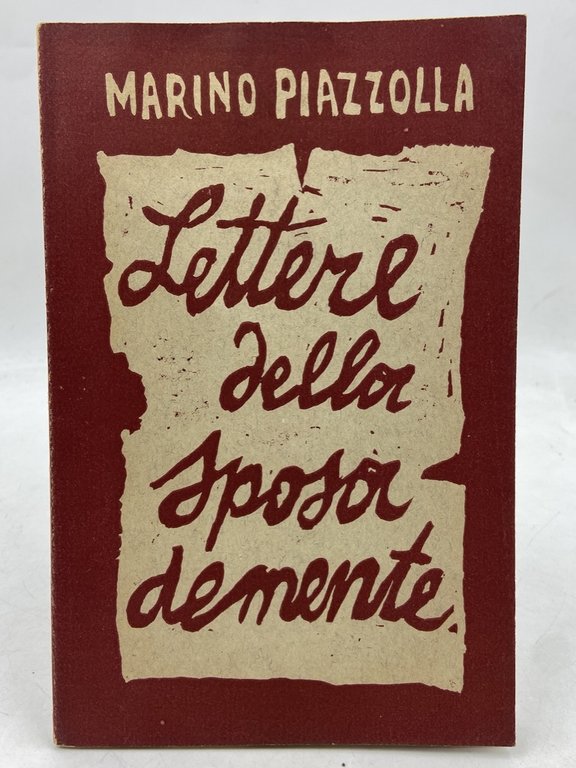 MARINO PIAZZOLLA
Lettere
della
sposa
demente.